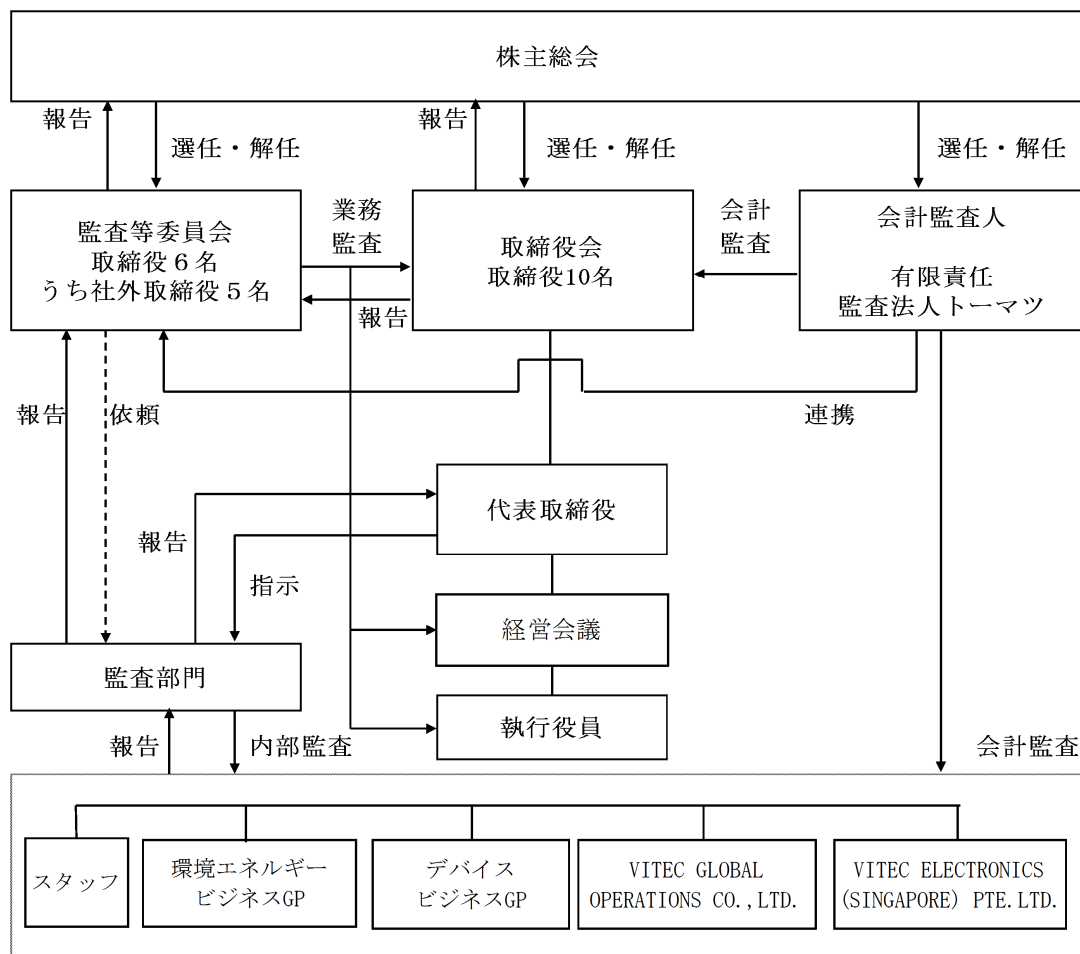 株主総会
報告
選任・解任
報告
選任・解任
選任・解任
監査等委員会
取締役６名
うち社外取締役５名
業務
監査
報告
取締役会
取締役10名
会計
監査
会計監査人
有限責任
監査法人トーマツ
報告
依頼
連携
代表取締役
報告
指示
経営会議
監査部門
執行役員
報告
内部監査
会計監査
スタッフ
環境エネルギー
ビジネスGP
デバイス
ビジネスGP
VITEC GLOBAL
OPERATIONS CO.,LTD.
VITEC ELECTRONICS
(SINGAPORE) PTE.LTD.